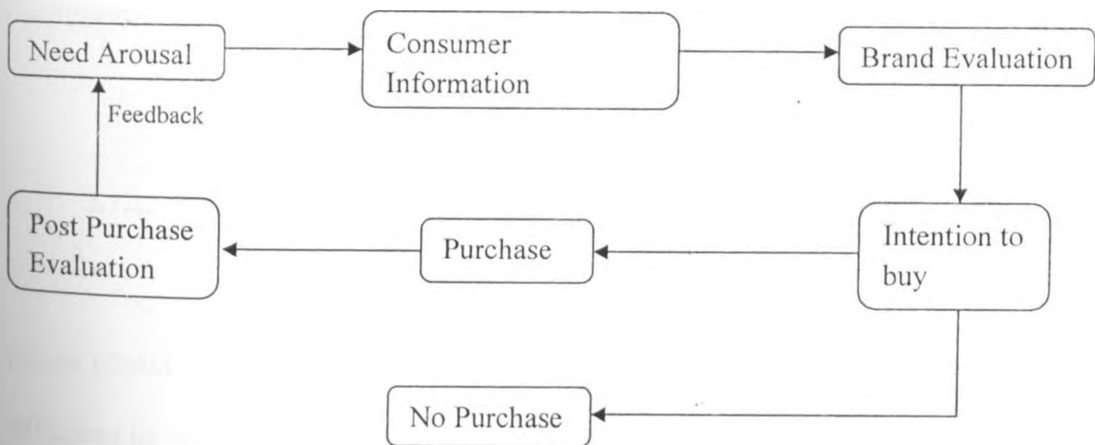 Need Arousal
Consumer
Information
Brand Evaluation
Feedback
Post Purchase
Evaluation
Purchase
Intention to
buy
No Purchase